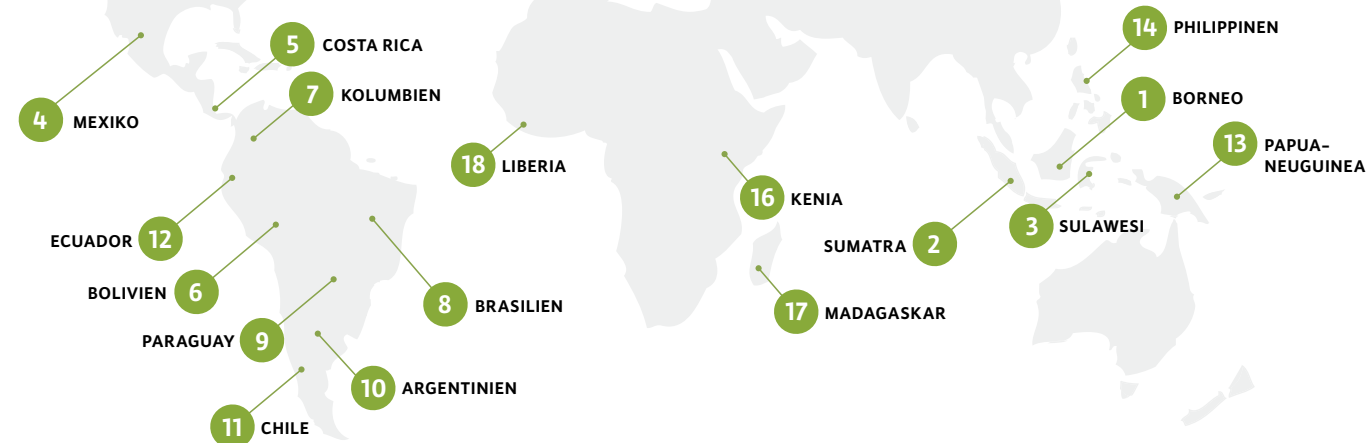 14 PHILIPPINEN
5 COSTA RICA
7 KOLUMBIEN
1 BORNEO
4 MEXIKO
13 PAPUA-
NEUGUINEA
18 LIBERIA
16 KENIA
3 SULAWESI
ECUADOR 12
SUMATRA 2
BOLIVIEN 6
8 BRASILIEN
17 MADAGASKAR
PARAGUAY 9
10 ARGENTINIEN
11 CHILE